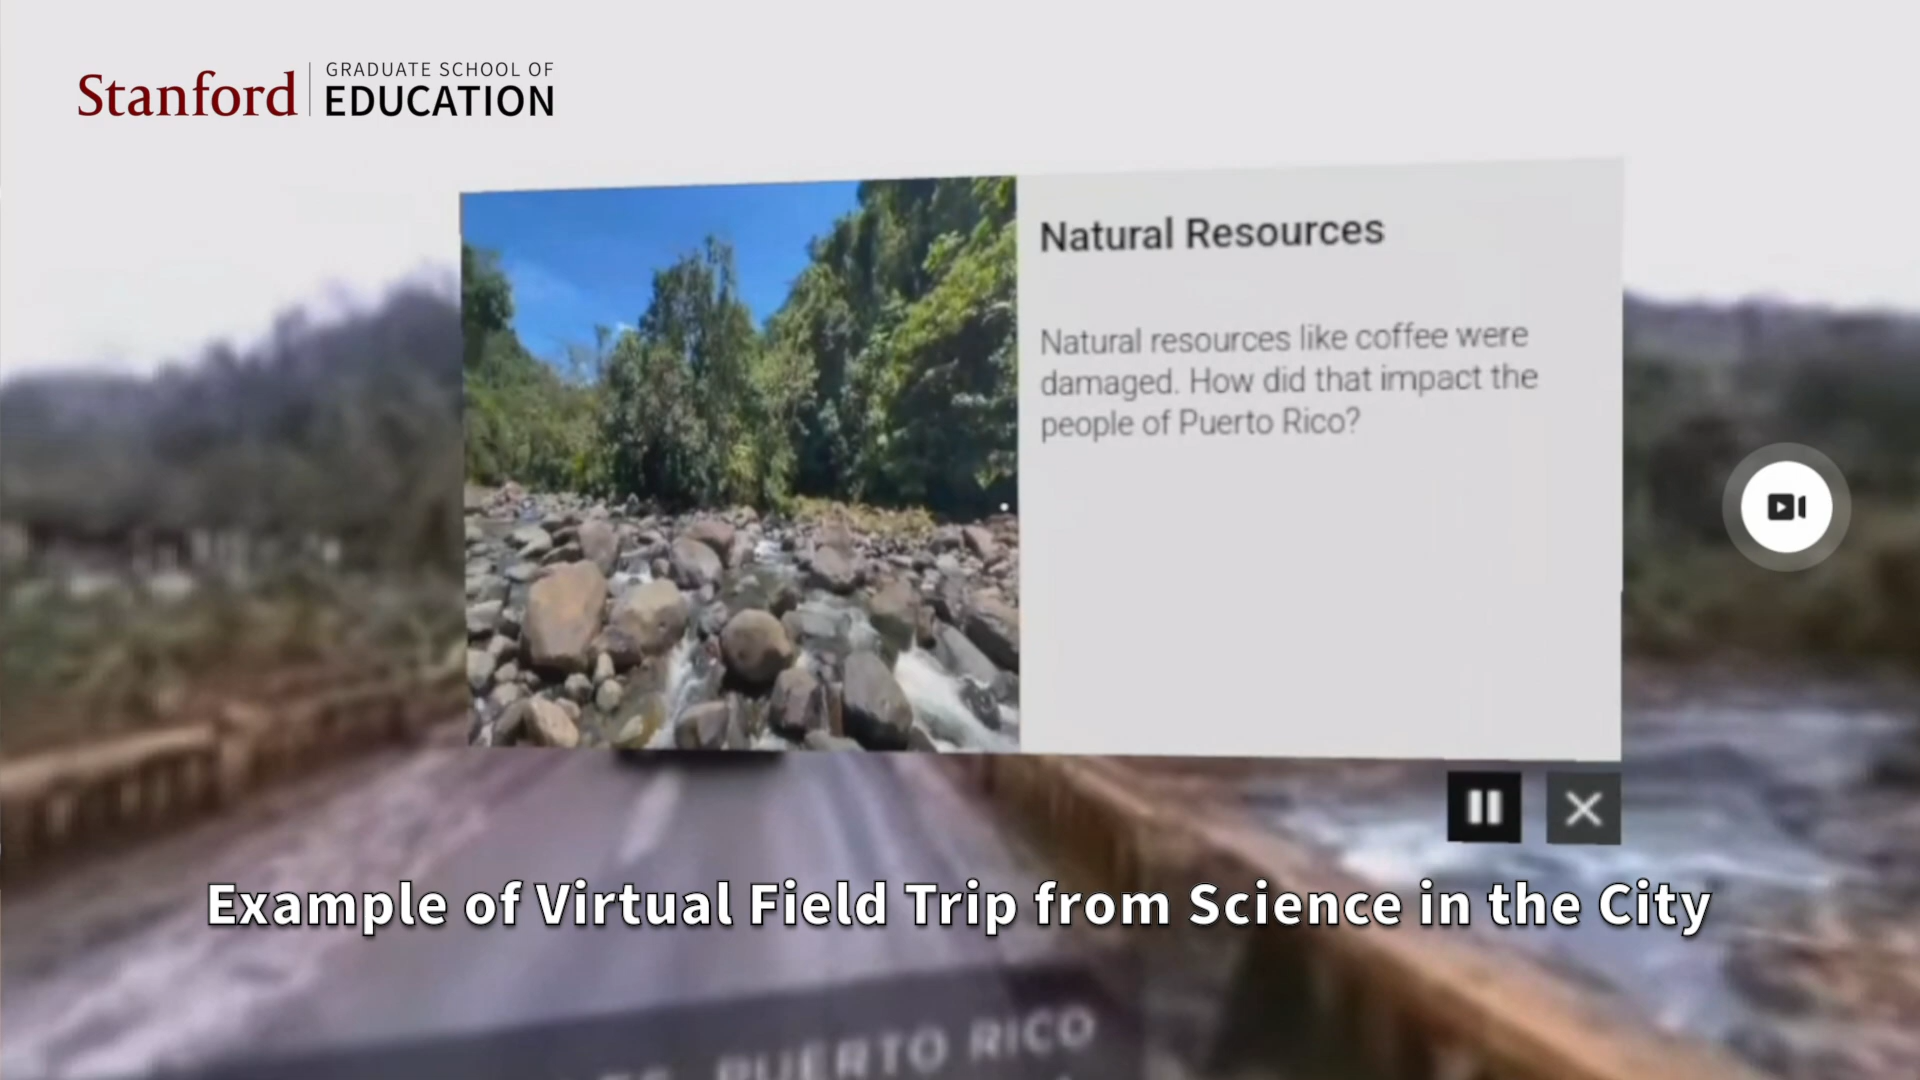 Stanford
GRADUATE SCHOOL OF
EDUCATION
Natural Resources
Natural resources like coffee were
damaged. How did that impact the
people of Puerto Rico?
Example of Virtual Field Trip from Science in the City
PUERTO RICO